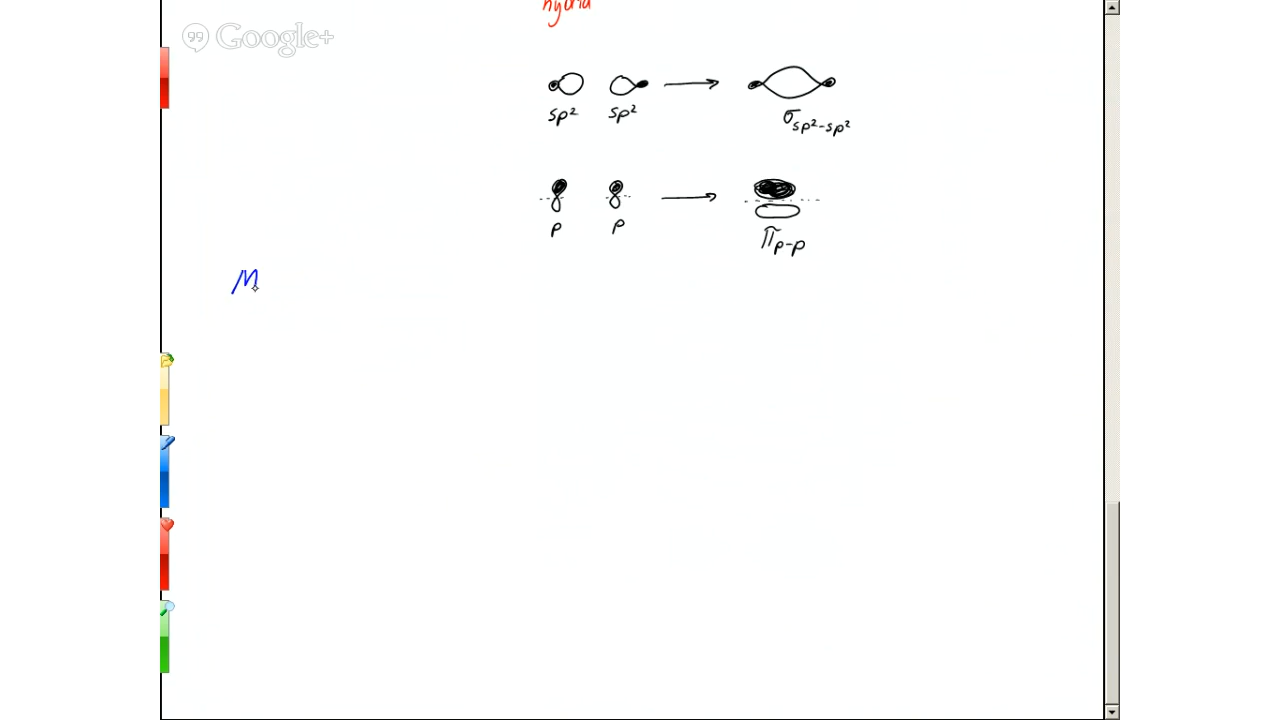 Google+
sp² sp² → σsp²-sp²
p p → πp-p
M